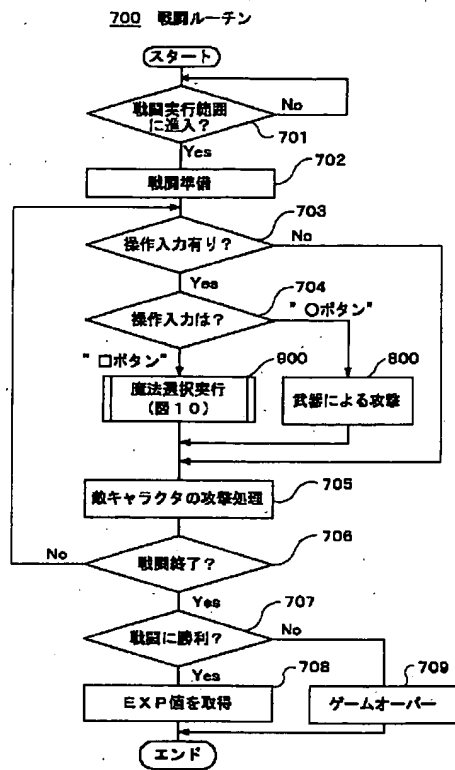 700 戦闘ルーチン
スタート
戦闘実行範囲
に進入?
No
701
Yes
702
戦闘準備
703
操作入力有り?
No
Yes
704
操作入力は?
"○ボタン"
"□ボタン"
900
800
魔法選択実行
(図10)
武器による攻撃
705
敵キャラクタの攻撃処理
706
No
戦闘終了?
Yes
707
戦闘に勝利?
No
Yes
708
709
EXP値を取得
ゲームオーバー
エンド